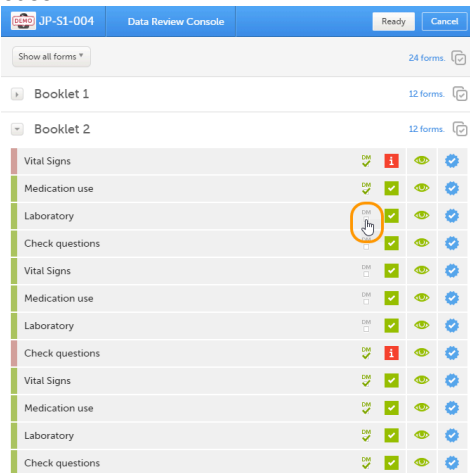 DEMO JP-S1-004 Data Review Console Ready Cancel
Show all forms 24 forms.
Booklet 1 12 forms.
Booklet 2 12 forms.
Vital Signs DM i
Medication use DM
Laboratory DM
Check questions DM
Vital Signs DM
Medication use DM
Laboratory DM
Check questions DM i
Vital Signs DM
Medication use DM
Laboratory DM
Check questions DM